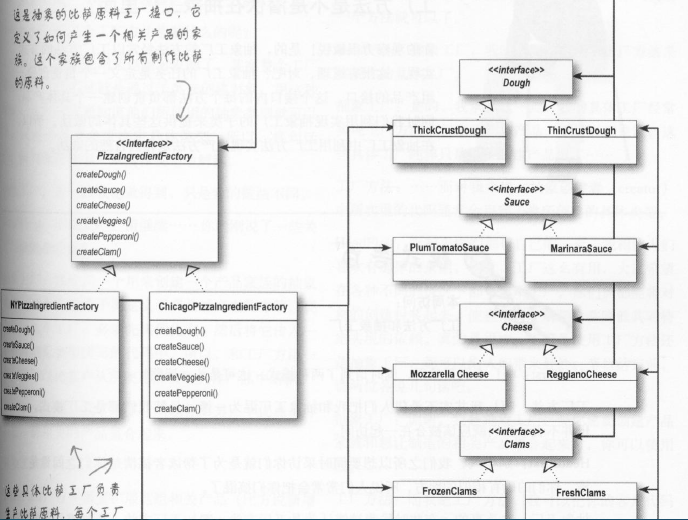 这是抽象的比萨原料工厂接口，它
定义了如何产生一个相关产品的家
族。这个家族包含了所有制作比萨
的原料。
<<interface>>
PizzaIngredientFactory
createDough()
createSauce()
createCheese()
createVeggies()
createPepperoni()
createClam()
NYPizzaIngredientFactory
createDough()
createSauce()
createCheese()
createVeggies()
createPepperoni()
createClam()
ChicagoPizzaIngredientFactory
createDough()
createSauce()
createCheese()
createVeggies()
createPepperoni()
createClam()
这些具体比萨工厂负责
生产比萨原料，每个工厂
<<interface>>
Dough
ThickCrustDough
ThinCrustDough
<<interface>>
Sauce
PlumTomatoSauce
MarinaraSauce
<<interface>>
Cheese
Mozzarella Cheese
ReggianoCheese
<<interface>>
Clams
FrozenClams
FreshClams